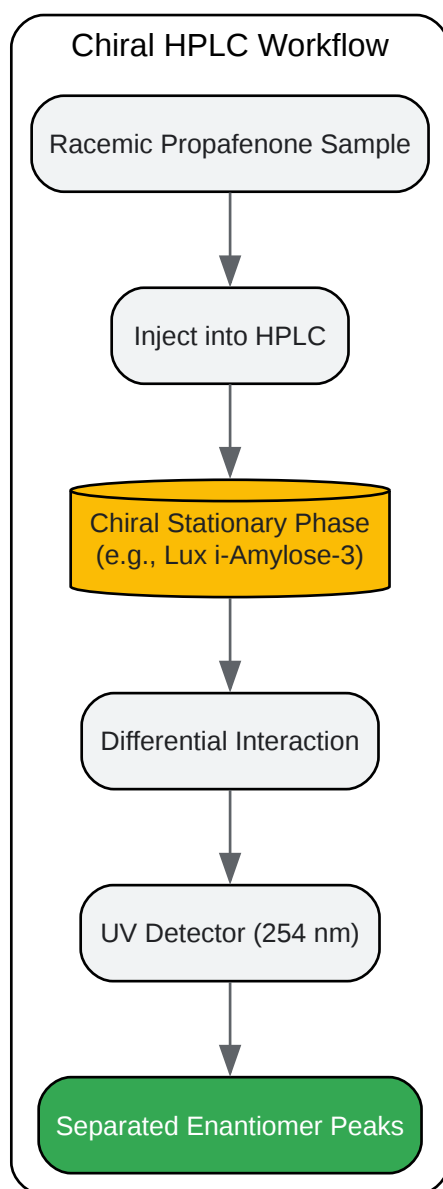 Chiral HPLC Workflow
Racemic Propafenone Sample
Inject into HPLC
Chiral Stationary Phase
(e.g., Lux i-Amylose-3)
Differential Interaction
UV Detector (254 nm)
Separated Enantiomer Peaks